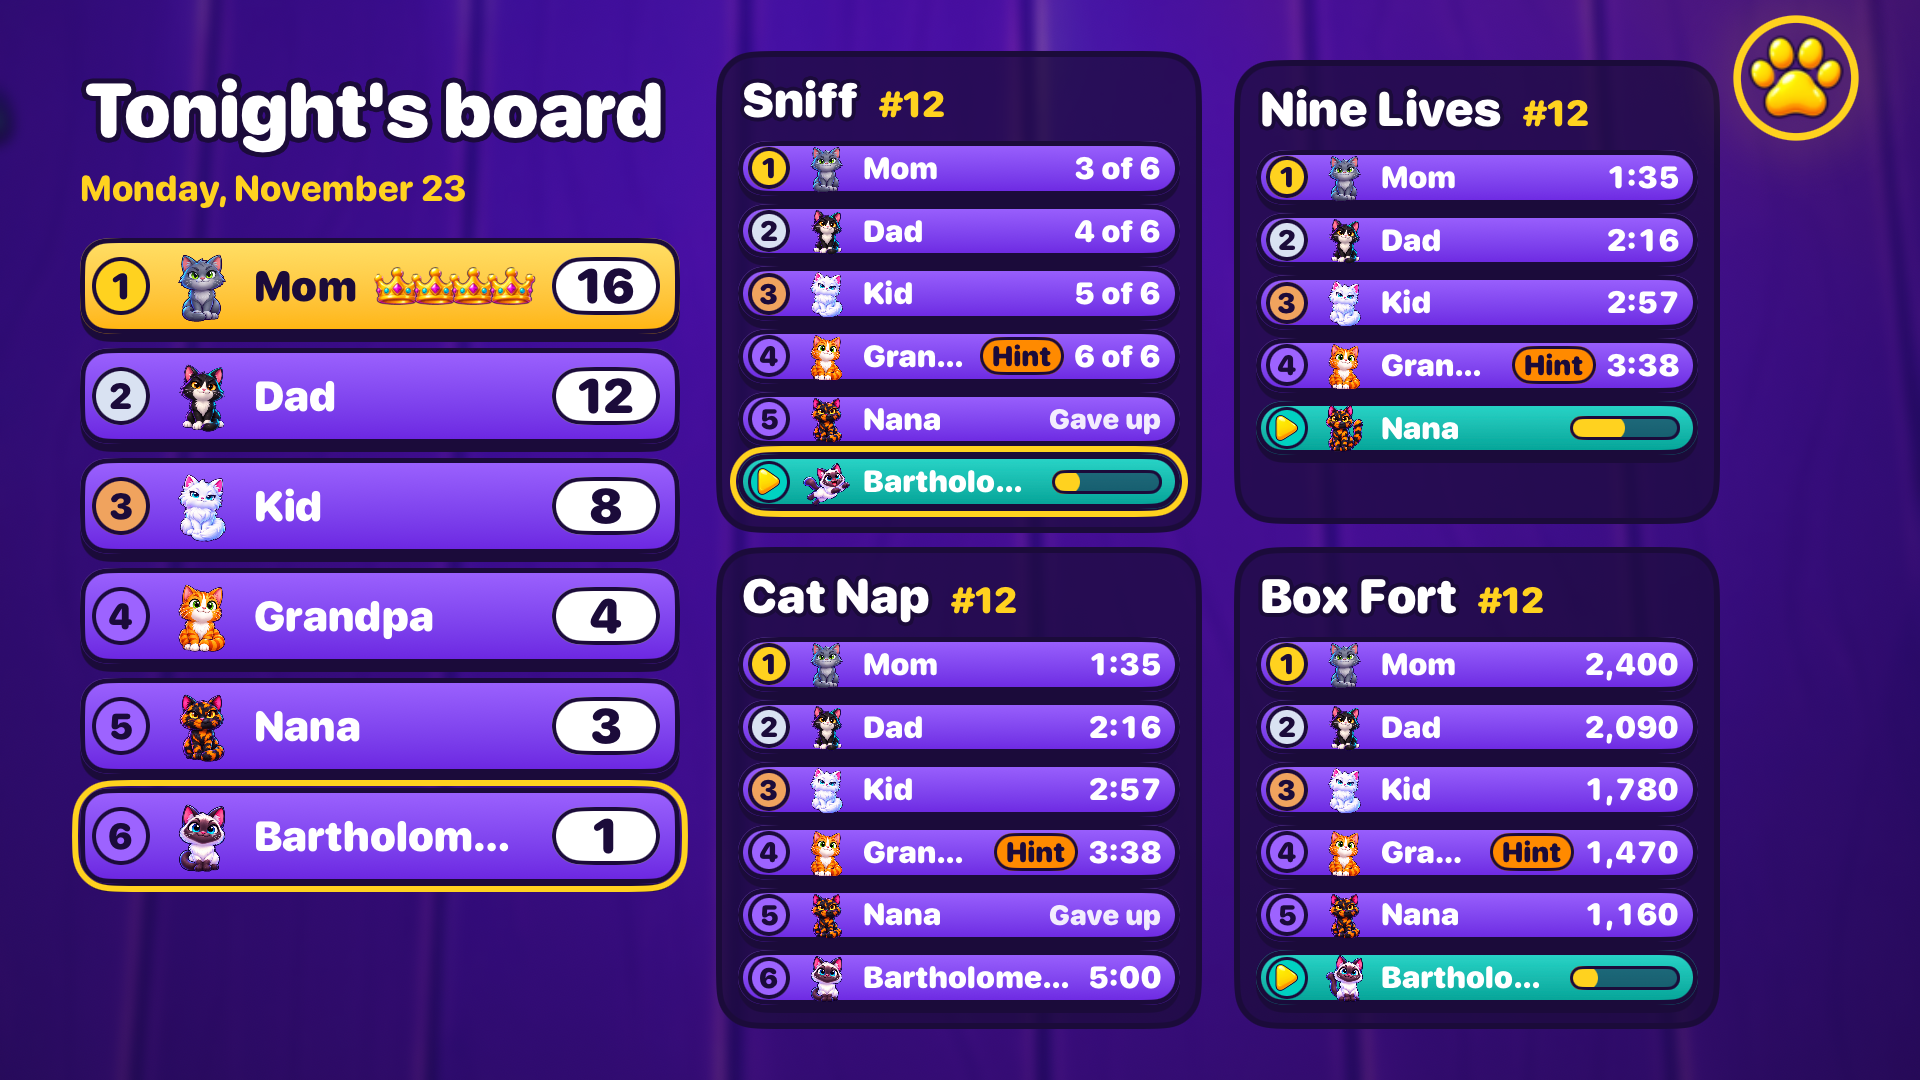 Tonight's board
Monday, November 23
1 Mom 16
2 Dad 12
3 Kid 8
4 Grandpa 4
5 Nana 3
6 Bartholom... 1
Sniff #12
1 Mom 3 of 6
2 Dad 4 of 6
3 Kid 5 of 6
4 Gran... Hint 6 of 6
5 Nana Gave up
Bartholo...
Nine Lives #12
1 Mom 1:35
2 Dad 2:16
3 Kid 2:57
4 Gran... Hint 3:38
Nana
Cat Nap #12
1 Mom 1:35
2 Dad 2:16
3 Kid 2:57
4 Gran... Hint 3:38
5 Nana Gave up
6 Bartholome... 5:00
Box Fort #12
1 Mom 2,400
2 Dad 2,090
3 Kid 1,780
4 Gra... Hint 1,470
5 Nana 1,160
Bartholo...